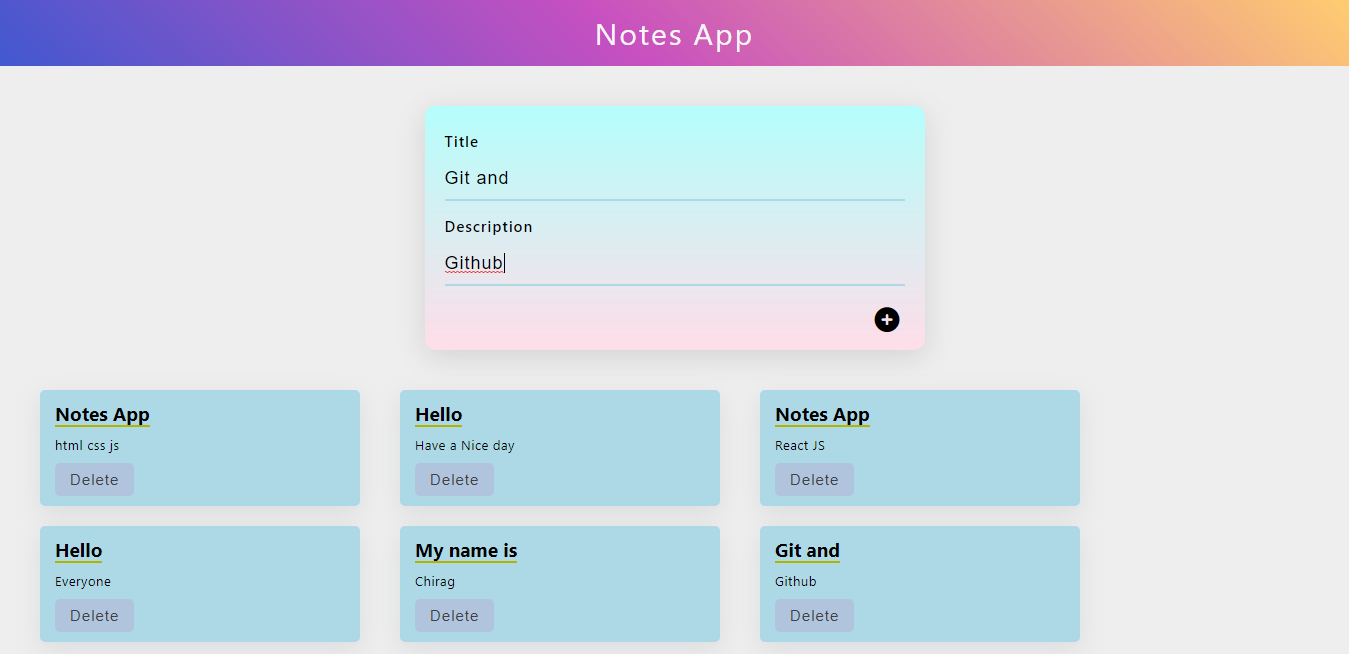 Notes App
Title
Git and
Description
Github
Notes App
html css js
Delete
Hello
Have a Nice day
Delete
Notes App
React JS
Delete
Hello
Everyone
Delete
My name is
Chirag
Delete
Git and
Github
Delete